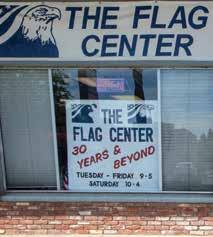 THE FLAG
CENTER
THE
FLAG CENTER
30
YEARS &
BEYOND
TUESDAY - FRIDAY 9-5
SATURDAY 10-4